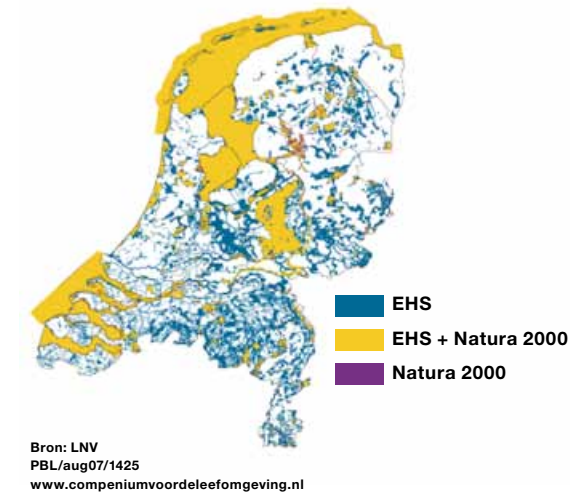 EHS
EHS + Natura 2000
Natura 2000
Bron: LNV
PBL/aug07/1425
www.compeniumvoordeleefomgeving.nl